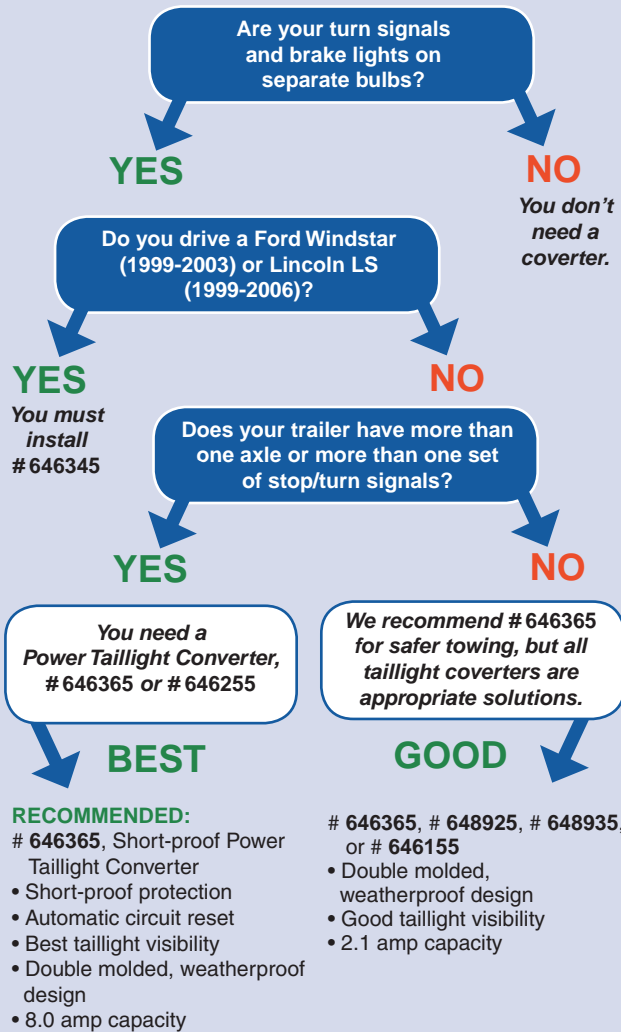 Are your turn signals
and brake lights on
separate bulbs?
YES
NO
You don't
need a
coverter.
Do you drive a Ford Windstar
(1999-2003) or Lincoln LS
(1999-2006)?
YES
You must
install
# 646345
NO
Does your trailer have more than
one axle or more than one set
of stop/turn signals?
YES
NO
You need a
Power Taillight Converter,
# 646365 or # 646255
We recommend # 646365
for safer towing, but all
taillight coverters are
appropriate solutions.
BEST
GOOD
RECOMMENDED:
# 646365, Short-proof Power
Taillight Converter
• Short-proof protection
• Automatic circuit reset
• Best taillight visibility
• Double molded, weatherproof
design
• 8.0 amp capacity
# 646365, # 648925, # 648935,
or # 646155
• Double molded,
weatherproof design
• Good taillight visibility
• 2.1 amp capacity